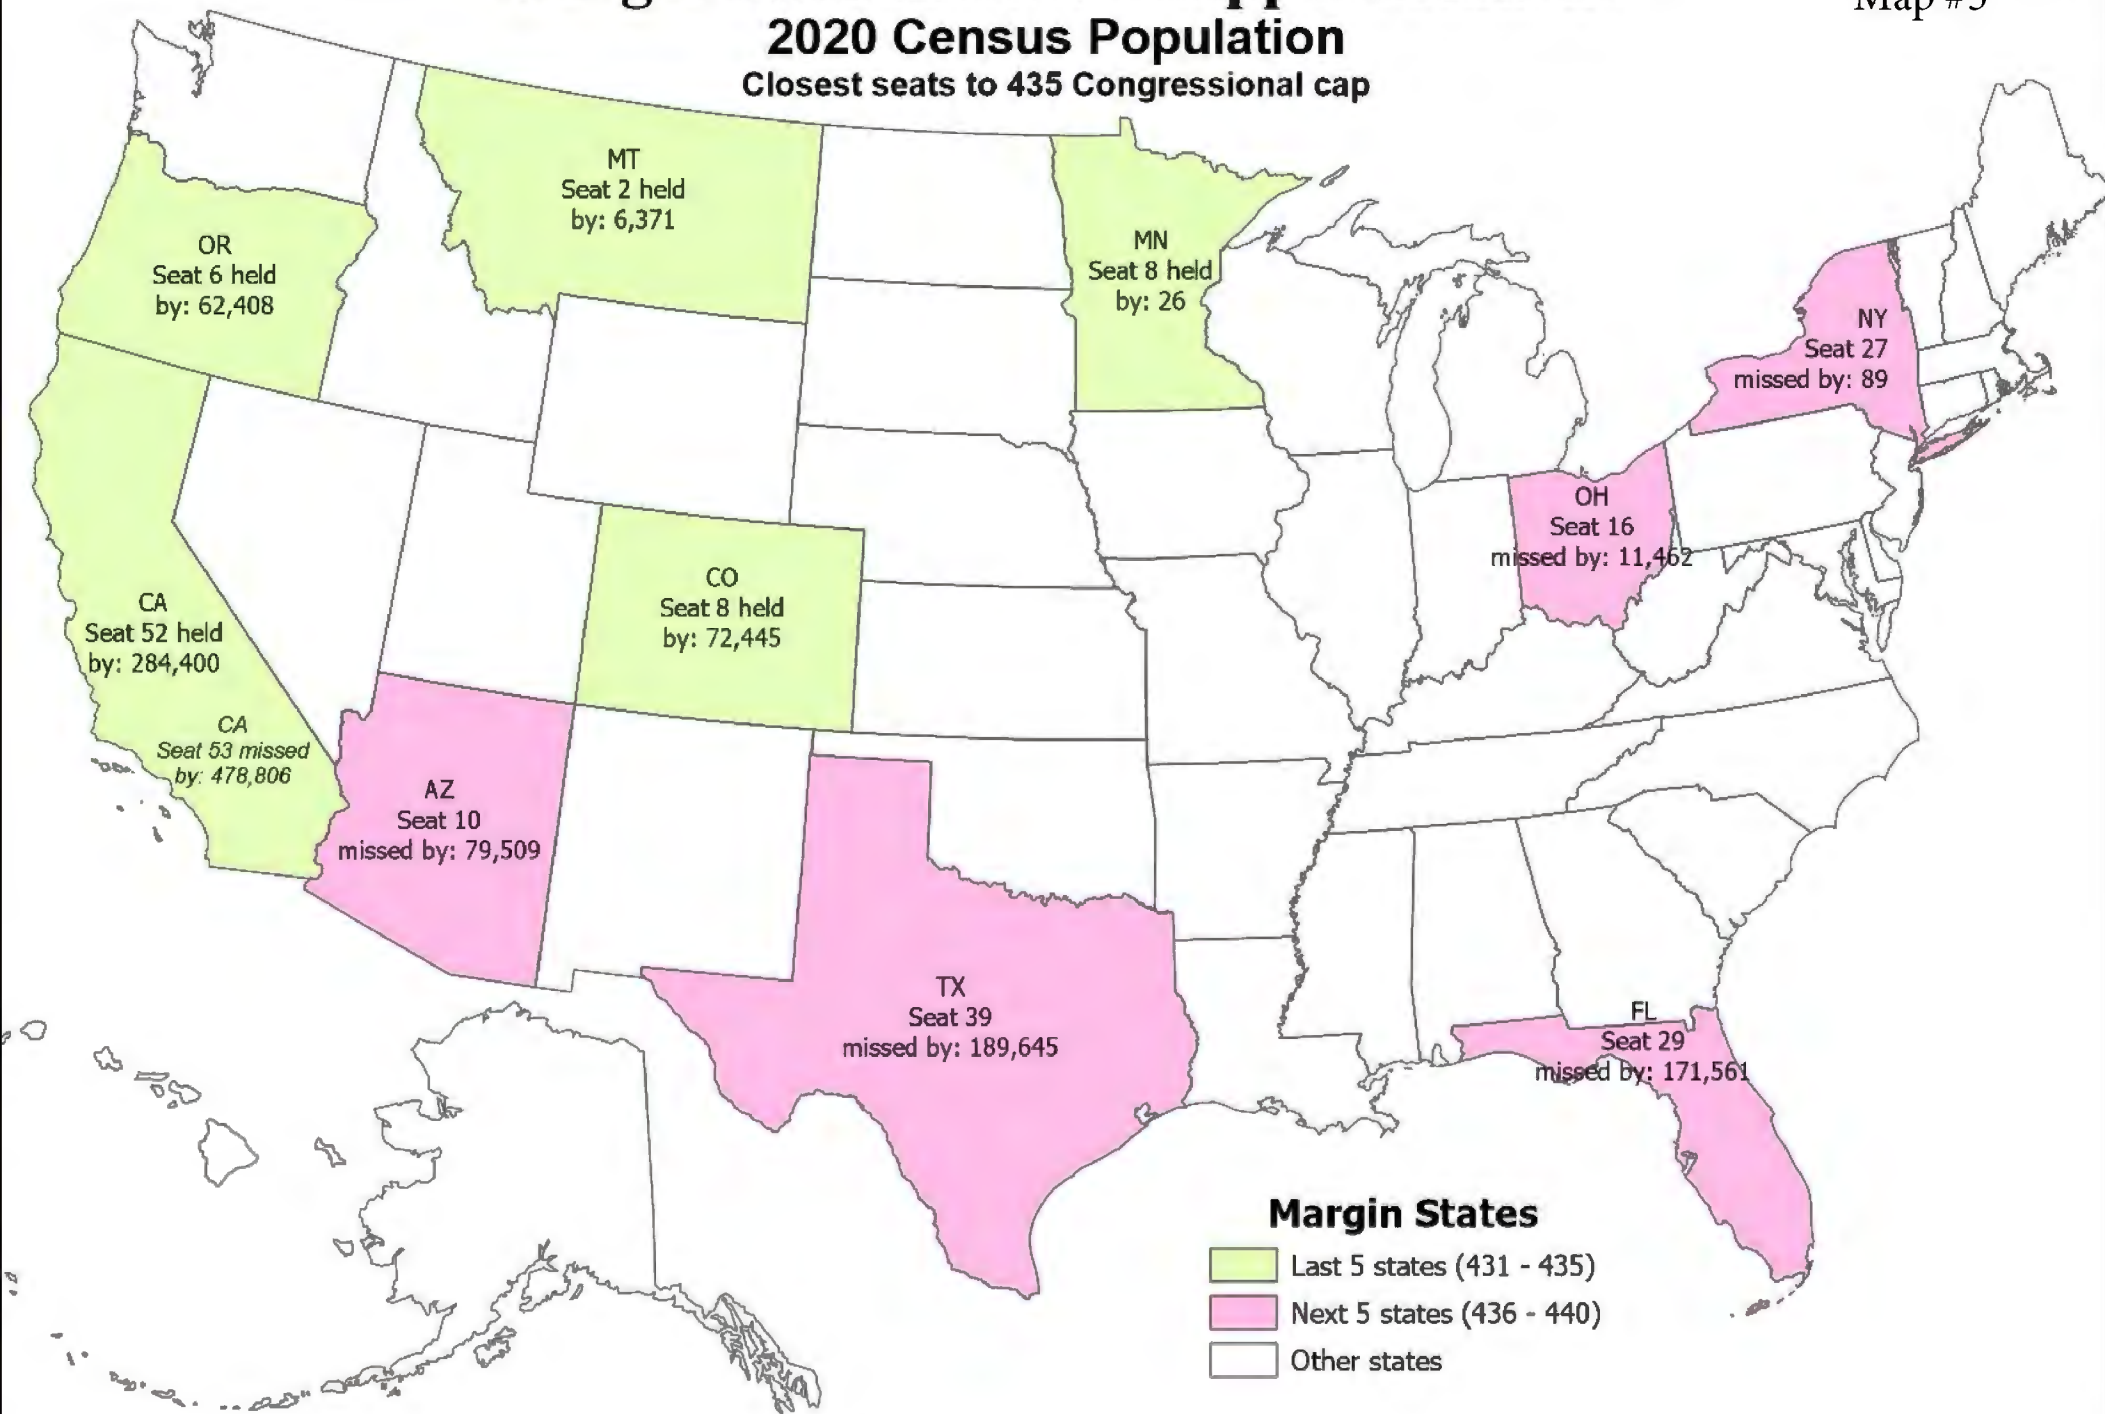 2020 Census Population
Closest seats to 435 Congressional cap
MT
Seat 2 held
by: 6,371
OR
Seat 6 held
by: 62,408
MN
Seat 8 held
by: 26
NY
Seat 27
missed by: 89
OH
Seat 16
missed by: 11,462
CO
Seat 8 held
by: 72,445
CA
Seat 52 held
by: 284,400
CA
Seat 53 missed
by: 478,806
AZ
Seat 10
missed by: 79,509
TX
Seat 39
missed by: 189,645
FL
Seat 29
missed by: 171,561
Margin States
Last 5 states (431 - 435)
Next 5 states (436 - 440)
Other states